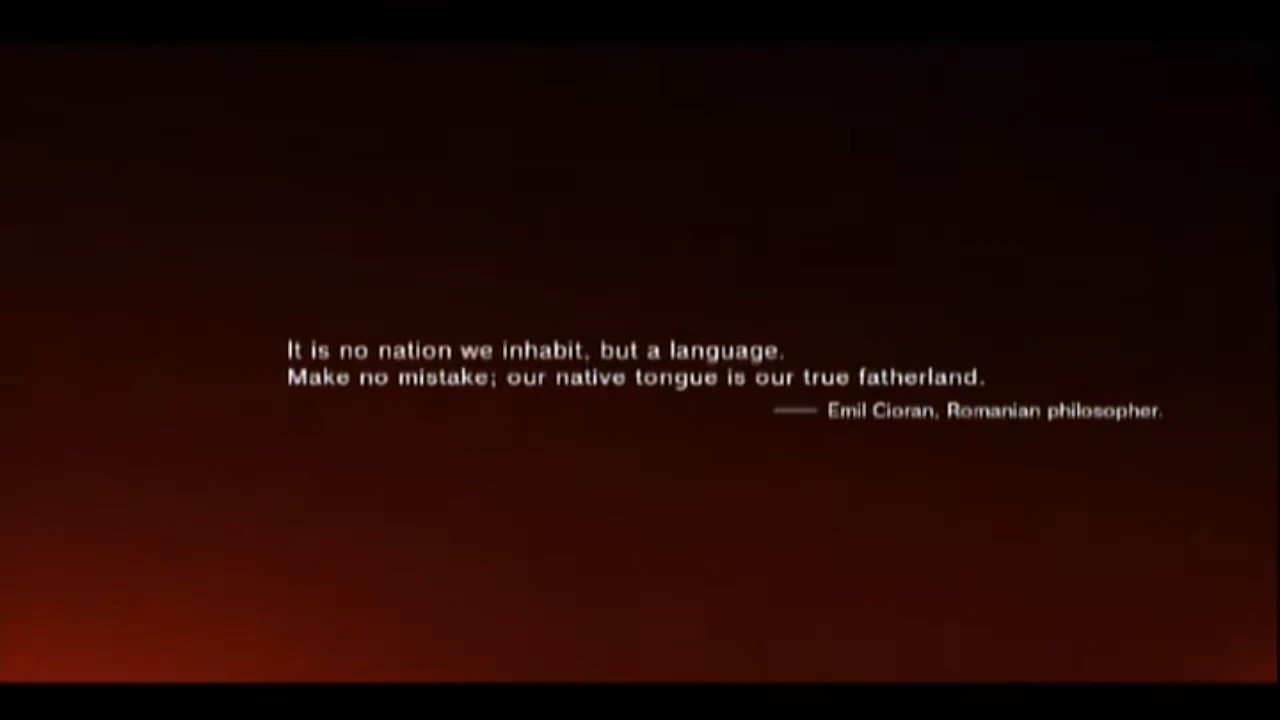 It is no nation we inhabit, but a language.
Make no mistake; our native tongue is our true fatherland.
—— Emil Cioran, Romanian philosopher.